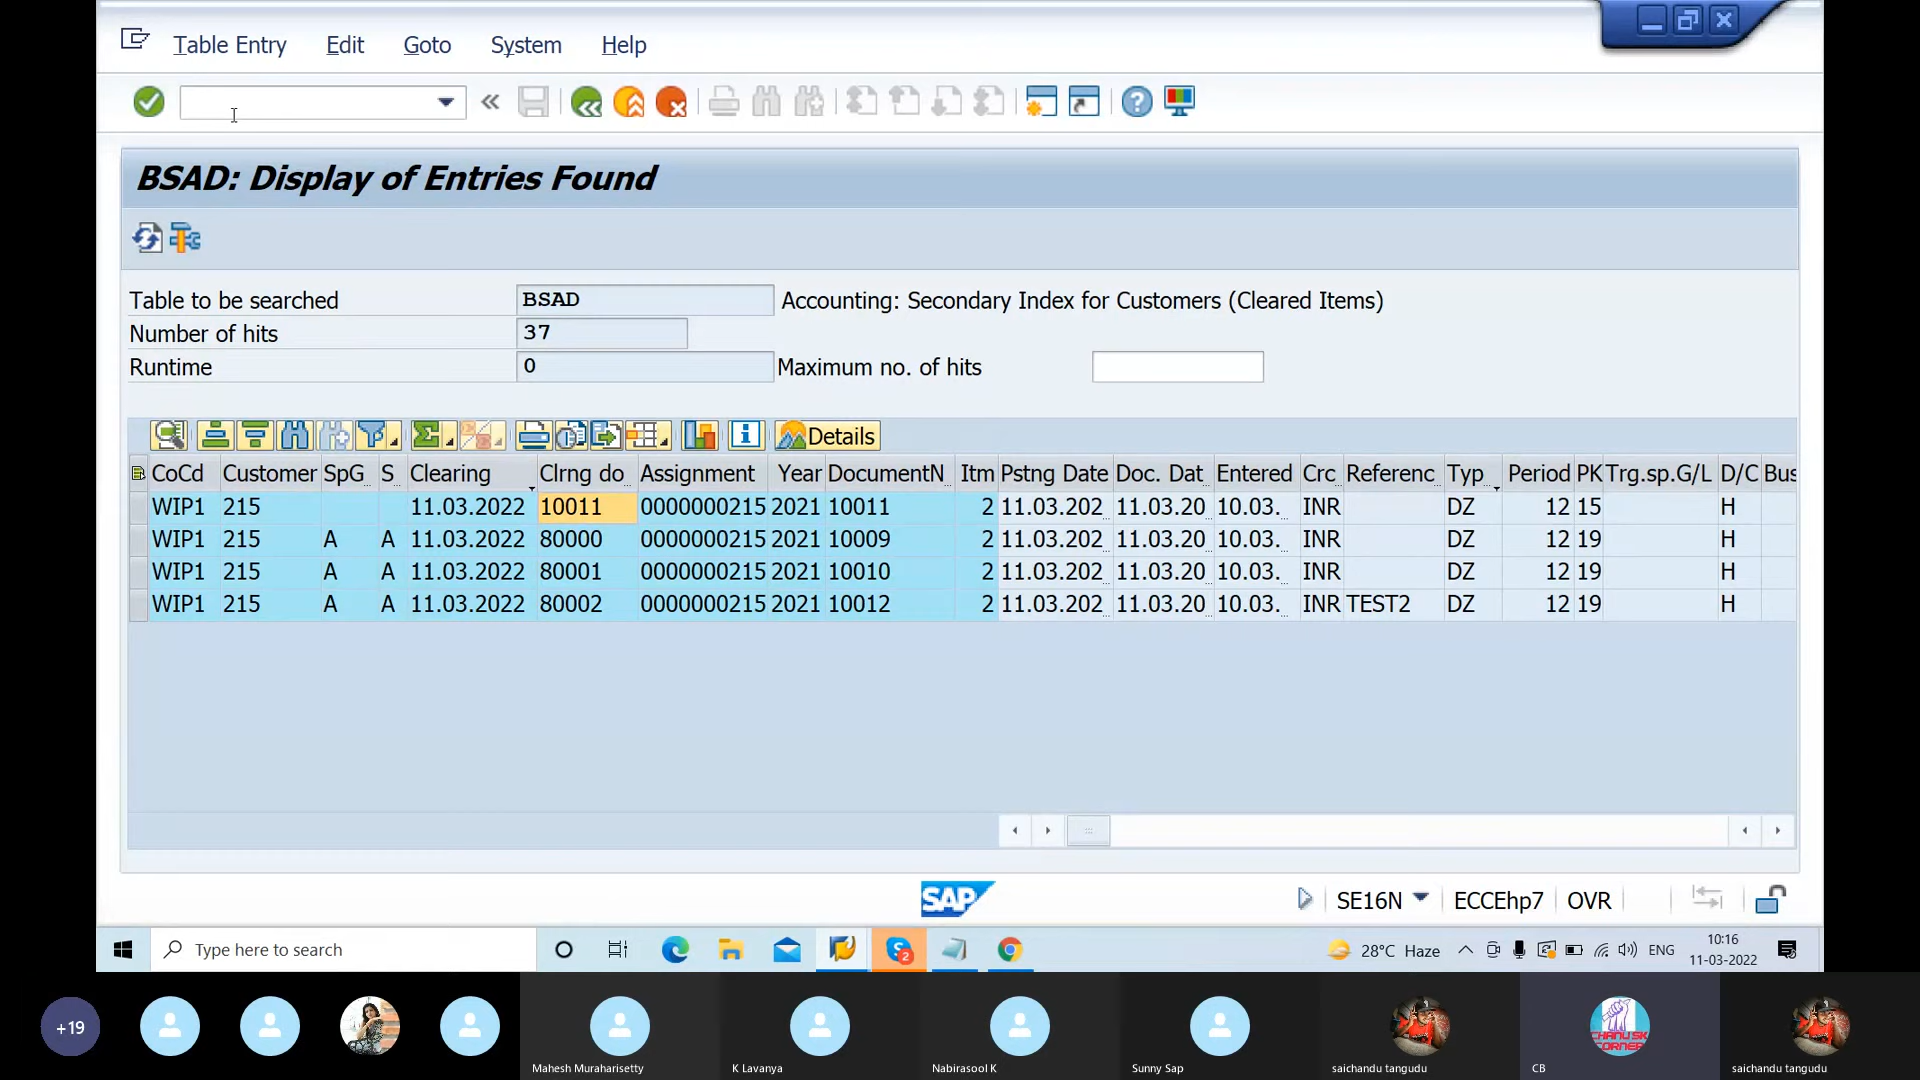 Table Entry Edit Goto System Help
BSAD: Display of Entries Found
Table to be searched BSAD Accounting: Secondary Index for Customers (Cleared Items)
Number of hits 37
Runtime 0 Maximum no. of hits
Details
CoCd Customer SpG S Clearing Clrng do Assignment Year DocumentN Itm Pstng Date Doc. Dat Entered Crc Referenc Typ Period PK Trg.sp.G/L D/C Bus
WIP1 215 11.03.2022 10011 0000000215 2021 10011 2 11.03.202 11.03.20 10.03. INR DZ 12 15 H
WIP1 215 A A 11.03.2022 80000 0000000215 2021 10009 2 11.03.202 11.03.20 10.03. INR DZ 12 19 H
WIP1 215 A A 11.03.2022 80001 0000000215 2021 10010 2 11.03.202 11.03.20 10.03. INR DZ 12 19 H
WIP1 215 A A 11.03.2022 80002 0000000215 2021 10012 2 11.03.202 11.03.20 10.03. INR TEST2 DZ 12 19 H
SAP SE16N ECCEhp7 OVR
Type here to search 2 28°C Haze ENG 10:16
11-03-2022
+19 CHANU SK CORNER
Mahesh Muraharisetty K Lavanya Nabirasool K Sunny Sap saichandu tangudu CB saichandu tangudu